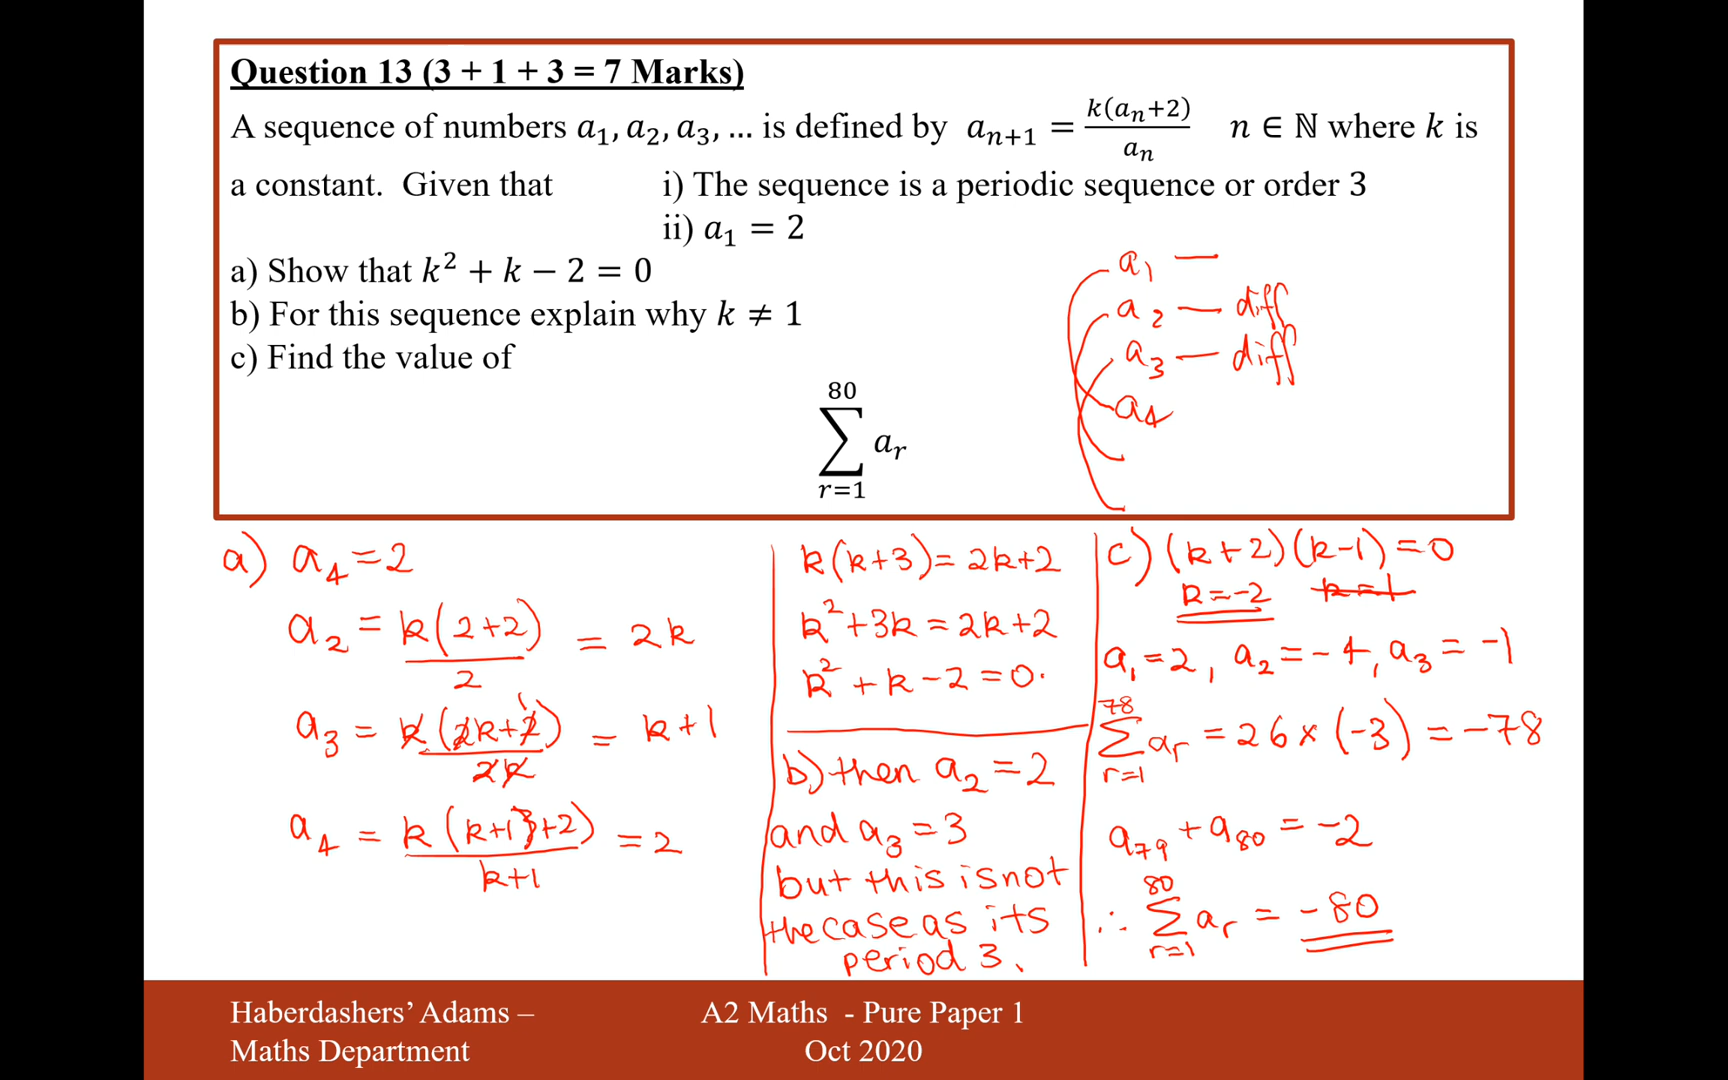 Question 13 (3 + 1 + 3 = 7 Marks)
A sequence of numbers a₁, a₂, a₃, … is defined by aₙ₊₁ = k(aₙ+2)/aₙ n ∈ ℕ where k is
a constant. Given that i) The sequence is a periodic sequence or order 3
ii) a₁ = 2
a) Show that k² + k − 2 = 0
b) For this sequence explain why k ≠ 1
c) Find the value of
80
∑ aᵣ
r=1
a₁ —
a₂ — diff
a₃ — diff
a₄
a) a₄ = 2
a₂ = k(2+2)/2 = 2k
a₃ = k(2k+2)/2k = k+1
1
a₄ = k(k+1+2)/k+1 = 2
3
k(k+3) = 2k+2
k²+3k = 2k+2
k²+k−2 = 0.
b) then a₂ = 2
and a₃ = 3
but this is not
the case as its
period 3.
c) (k+2)(k−1) = 0
k = −2 k = 1
a₁ = 2, a₂ = −4, a₃ = −1
78
∑ aᵣ = 26 × (−3) = −78
r=1
a₇₉ + a₈₀ = −2
80
∴ ∑ aᵣ = −80
r=1
Haberdashers’ Adams –
Maths Department
A2 Maths - Pure Paper 1
Oct 2020